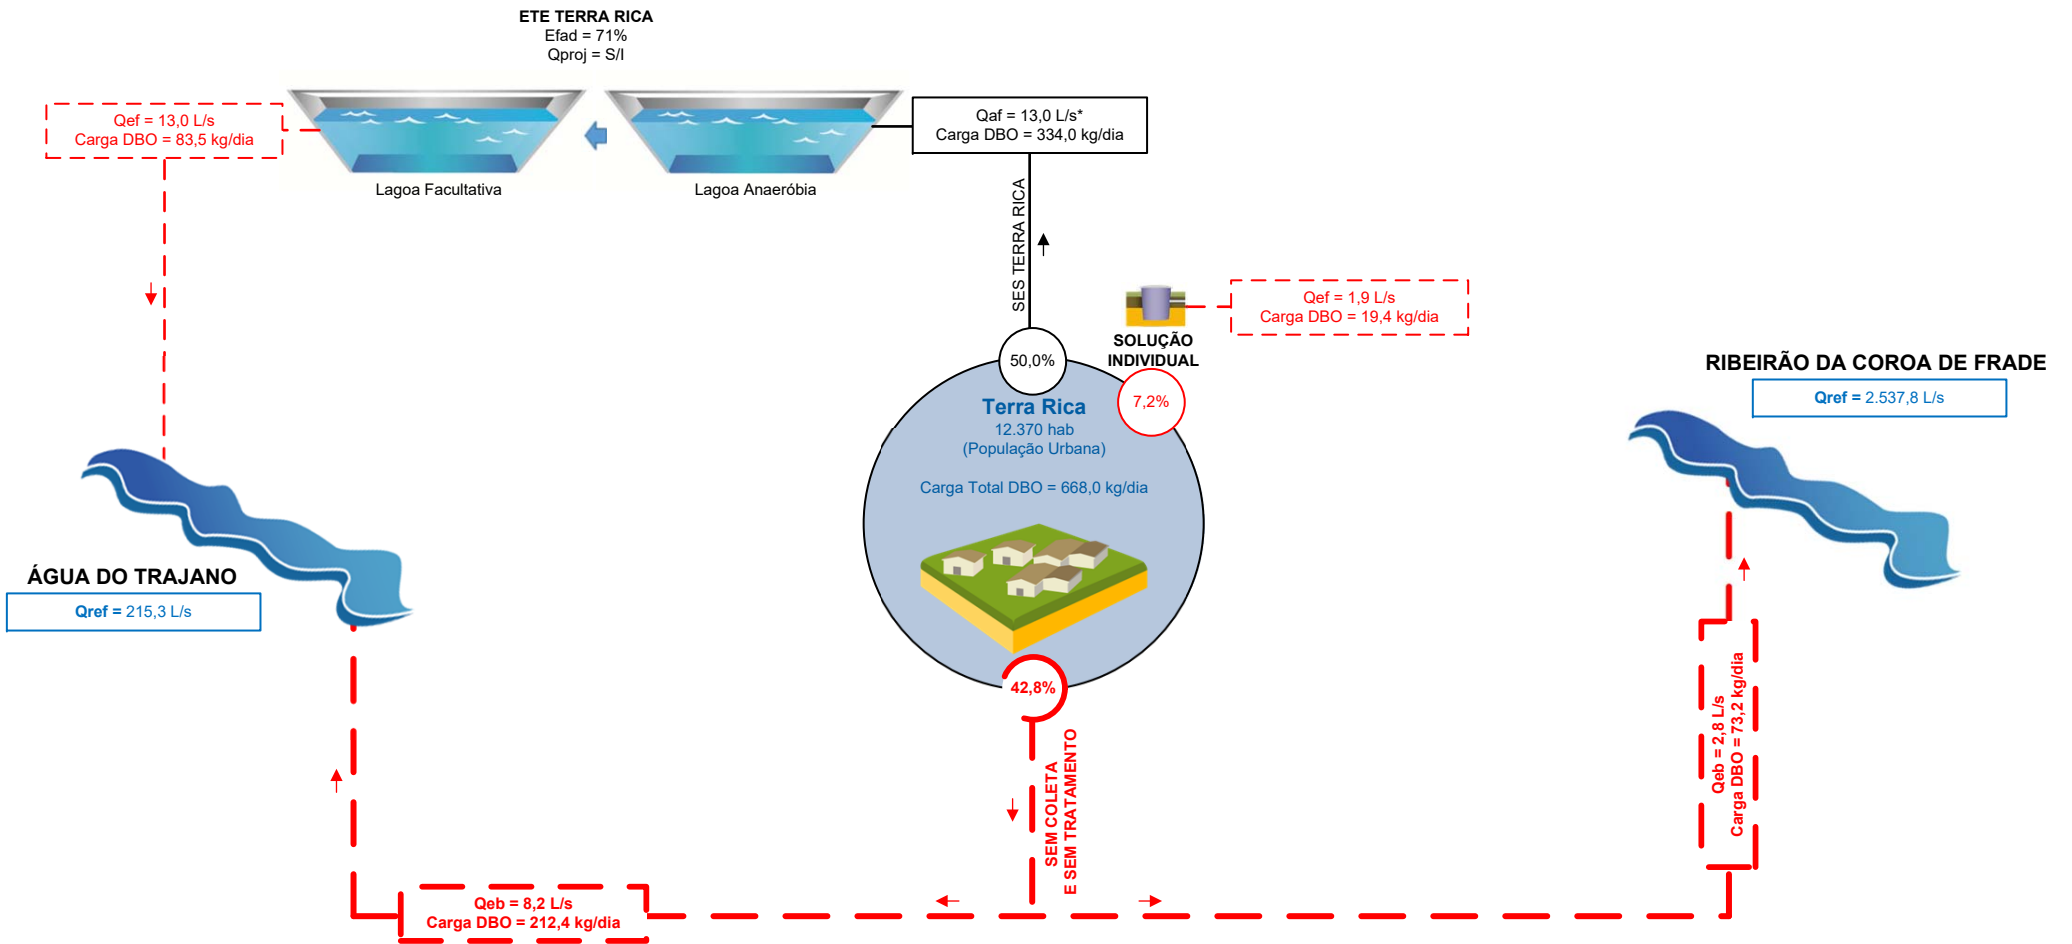 ETE TERRA RICA
Efad = 71%
Qproj = S/I
Qef = 13,0 L/s
Carga DBO = 83,5 kg/dia
Qaf = 13,0 L/s*
Carga DBO = 334,0 kg/dia
Lagoa Facultativa
Lagoa Anaeróbia
SES TERRA RICA
Qef = 1,9 L/s
Carga DBO = 19,4 kg/dia
SOLUÇÃO
INDIVIDUAL
50,0%
7,2%
Terra Rica
12.370 hab
(População Urbana)
Carga Total DBO = 668,0 kg/dia
RIBEIRÃO DA COROA DE FRADE
Qref = 2.537,8 L/s
ÁGUA DO TRAJANO
Qref = 215,3 L/s
42,8%
SEM COLETA
E SEM TRATAMENTO
Qeb = 2,8 L/s
Carga DBO = 73,2 kg/dia
Qeb = 8,2 L/s
Carga DBO = 212,4 kg/dia